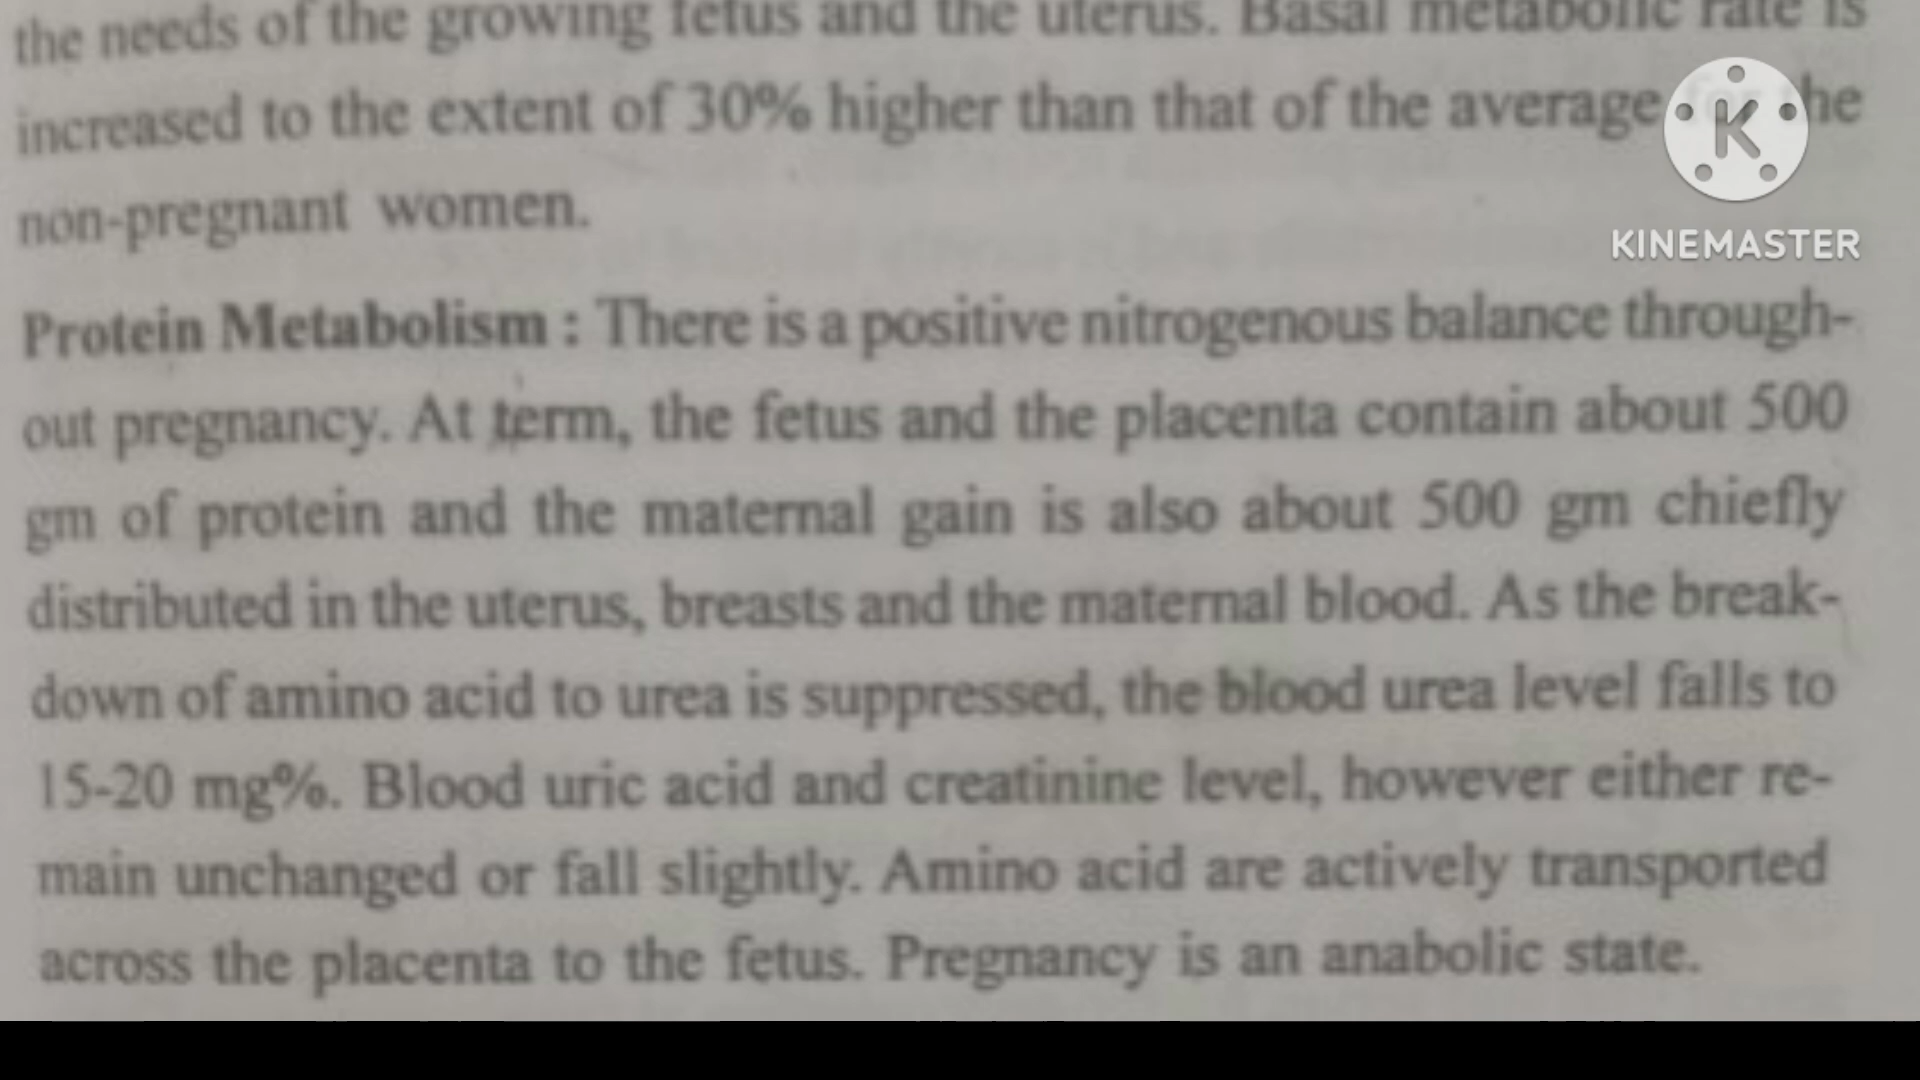 the needs of the growing fetus and the uterus. Basal metabolic rate is
increased to the extent of 30% higher than that of the average for the
non-pregnant women.
KINEMASTER
Protein Metabolism : There is a positive nitrogenous balance through-
out pregnancy. At term, the fetus and the placenta contain about 500
gm of protein and the maternal gain is also about 500 gm chiefly
distributed in the uterus, breasts and the maternal blood. As the break-
down of amino acid to urea is suppressed, the blood urea level falls to
15-20 mg%. Blood uric acid and creatinine level, however either re-
main unchanged or fall slightly. Amino acid are actively transported
across the placenta to the fetus. Pregnancy is an anabolic state.